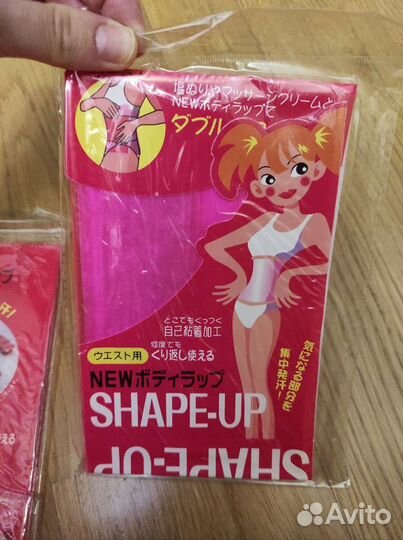 塩ぬりやマッサージクリームと
NEWボディラップで
ダブル
どこでもくっつく
自己粘着加工
ウエスト用
何度でも
くり返し使える
気になる部分を
集中発汗!
NEWボディラップ
SHAPE-UP
SHAPE-UP
える
Avito